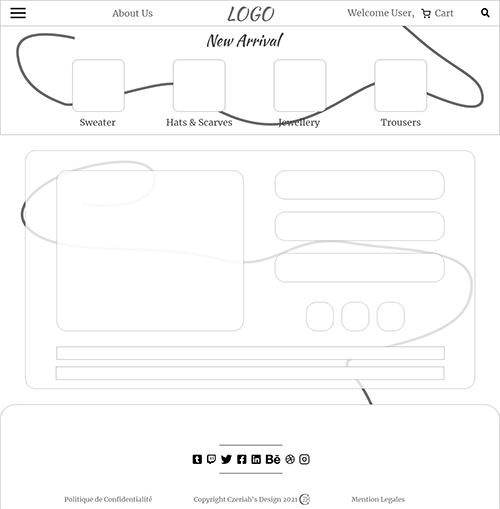 About Us LOGO Welcome User, Cart
New Arrival
Sweater Hats & Scarves Jewellery Trousers
Politique de Confidentialité Copyright Czeriah's Design 2021 Mention Legales